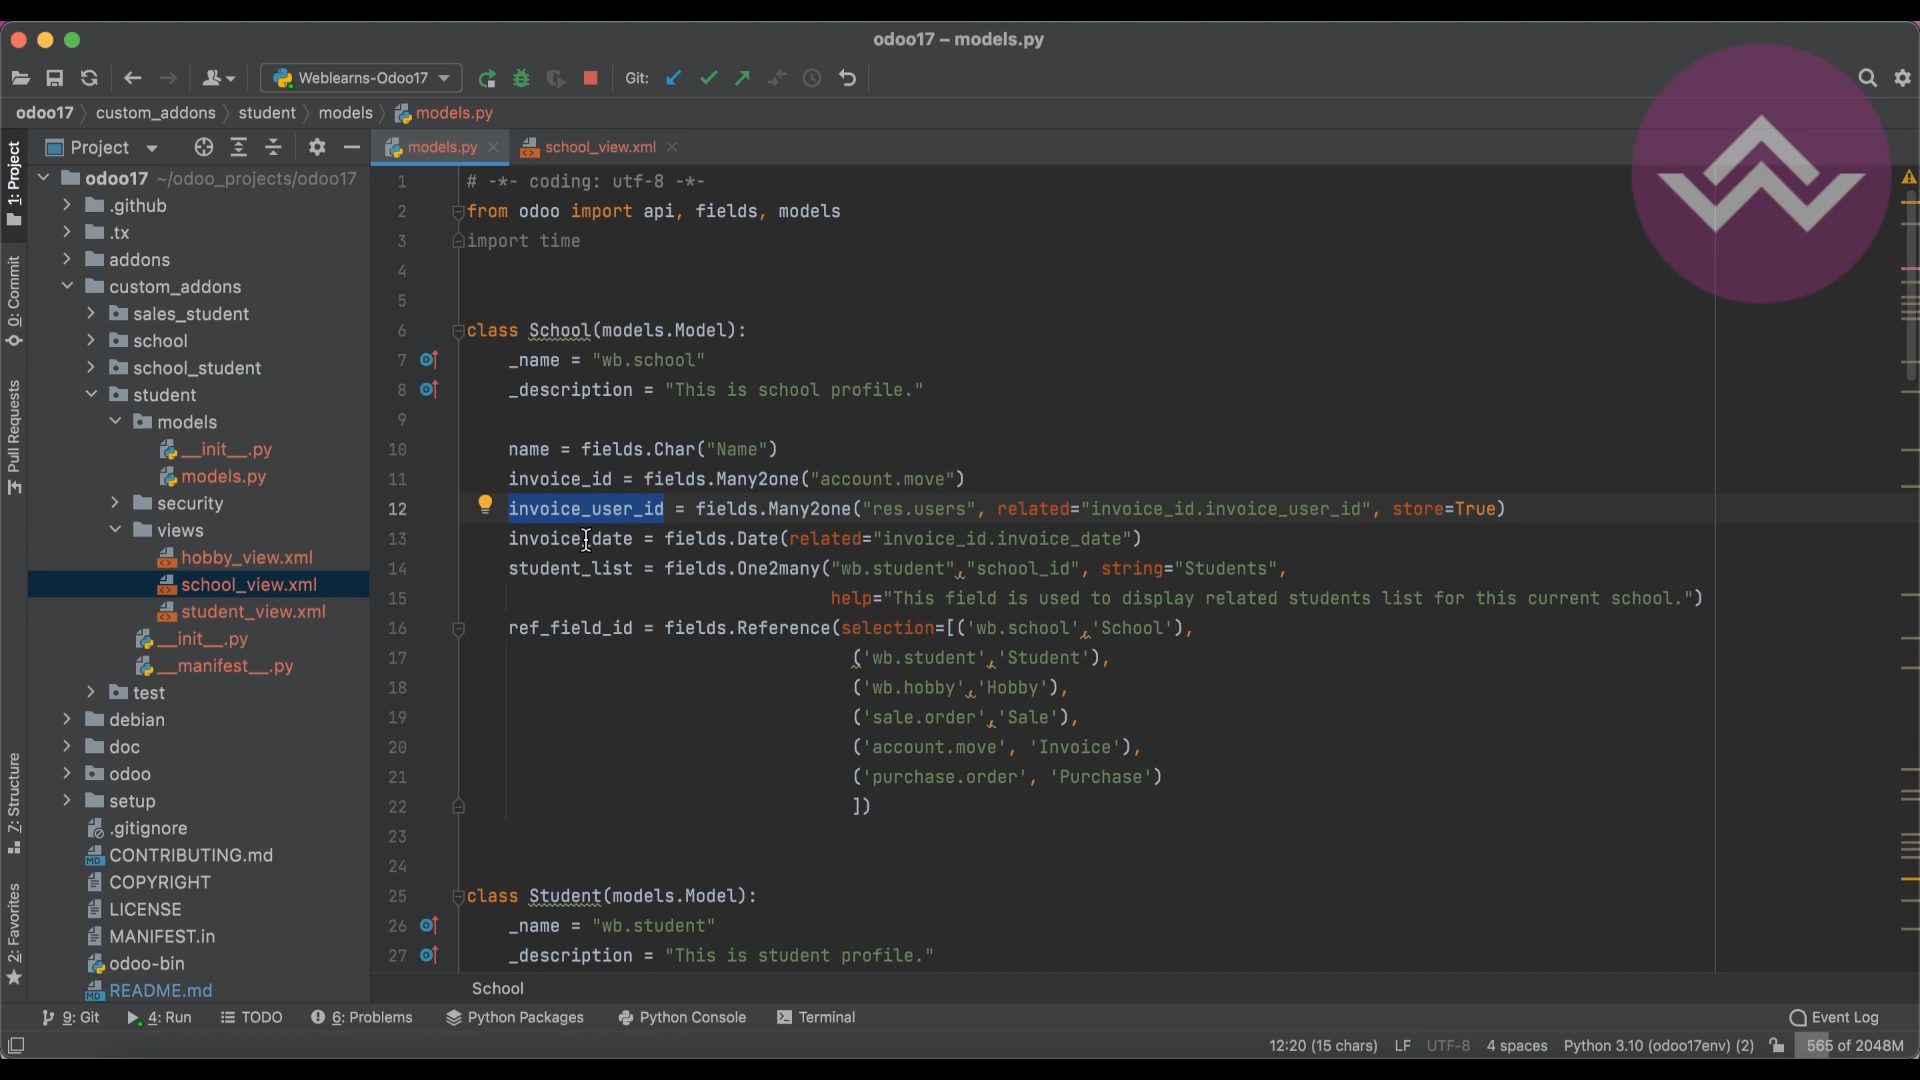 odoo17 – models.py
Weblearns-Odoo17
Git:
odoo17 custom_addons student models models.py
Project
models.py
school_view.xml
1: Project
0: Commit
Pull Requests
Z: Structure
2: Favorites
odoo17 ~/odoo_projects/odoo17
.github
.tx
addons
custom_addons
sales_student
school
school_student
student
models
__init__.py
models.py
security
views
hobby_view.xml
school_view.xml
student_view.xml
__init__.py
__manifest__.py
test
debian
doc
odoo
setup
.gitignore
CONTRIBUTING.md
COPYRIGHT
LICENSE
MANIFEST.in
odoo-bin
README.md
1 # -*- coding: utf-8 -*-
2 from odoo import api, fields, models
3 import time
4
5
6 class School(models.Model):
7 _name = "wb.school"
8 _description = "This is school profile."
9
10 name = fields.Char("Name")
11 invoice_id = fields.Many2one("account.move")
12 invoice_user_id = fields.Many2one("res.users", related="invoice_id.invoice_user_id", store=True)
13 invoice_date = fields.Date(related="invoice_id.invoice_date")
14 student_list = fields.One2many("wb.student","school_id", string="Students",
15 help="This field is used to display related students list for this current school.")
16 ref_field_id = fields.Reference(selection=[('wb.school','School'),
17 ('wb.student','Student'),
18 ('wb.hobby','Hobby'),
19 ('sale.order','Sale'),
20 ('account.move', 'Invoice'),
21 ('purchase.order', 'Purchase')
22 ])
23
24
25 class Student(models.Model):
26 _name = "wb.student"
27 _description = "This is student profile."
School
9: Git
4: Run
TODO
6: Problems
Python Packages
Python Console
Terminal
Event Log
12:20 (15 chars) LF UTF-8 4 spaces Python 3.10 (odoo17env) (2) 565 of 2048M